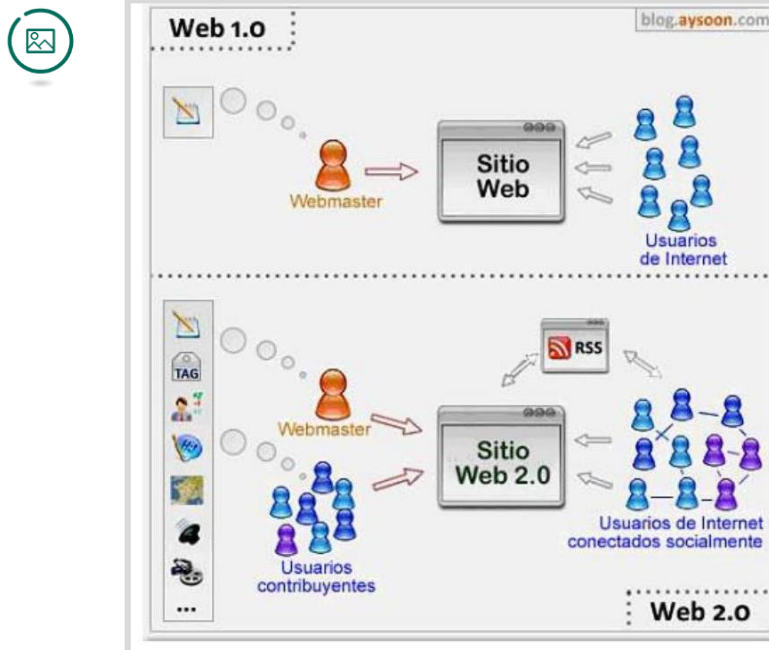 Web 1.0
blog.aysoon.com
Sitio
Web
Webmaster
Usuarios
de Internet
TAG
RSS
Webmaster
Sitio
Web 2.0
Usuarios de Internet
conectados socialmente
Usuarios
contribuyentes
...
Web 2.0